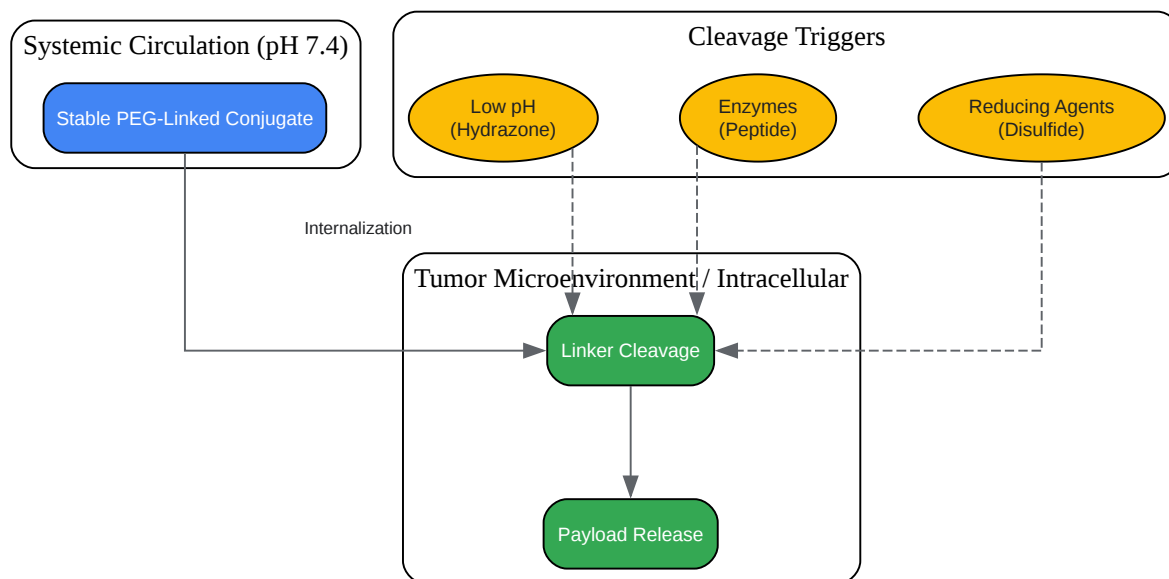 Systemic Circulation (pH 7.4)
Stable PEG-Linked Conjugate
Cleavage Triggers
Low pH
(Hydrazone)
Enzymes
(Peptide)
Reducing Agents
(Disulfide)
Internalization
Tumor Microenvironment / Intracellular
Linker Cleavage
Payload Release